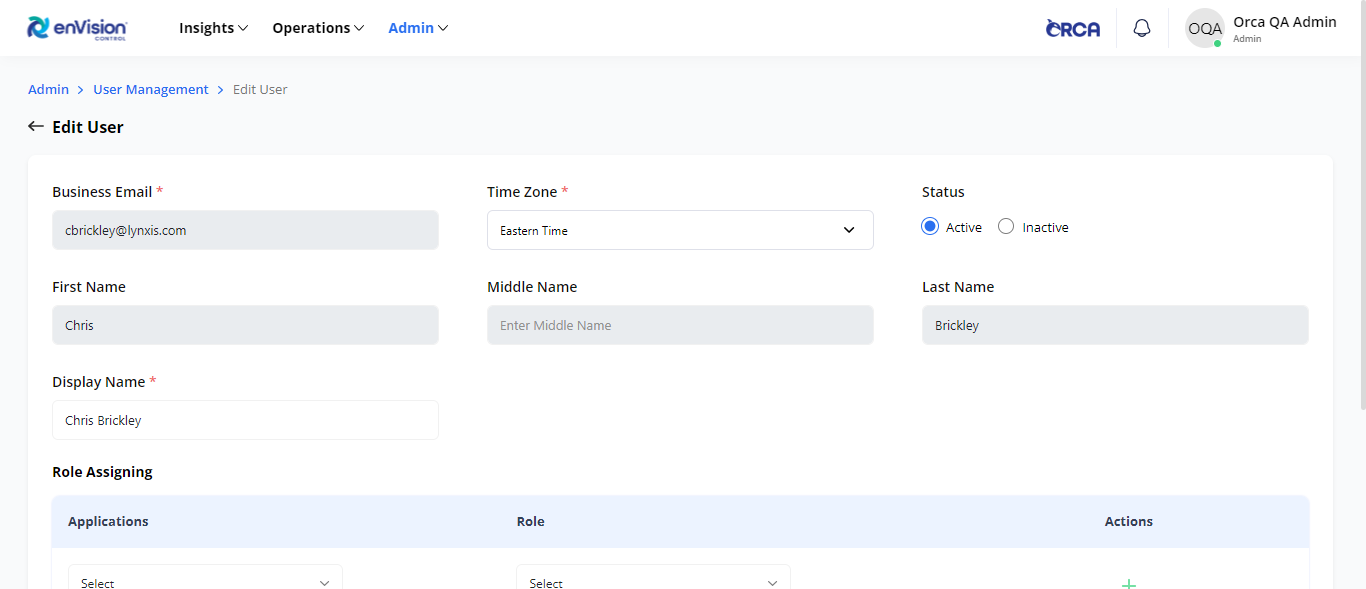 enVision
CONTROL
Insights
Operations
Admin
ORCA
OQA
Orca QA Admin
Admin
Admin > User Management > Edit User
Edit User
Business Email *
Time Zone *
Status
cbrickley@lynxis.com
Eastern Time
Active
Inactive
First Name
Middle Name
Last Name
Chris
Enter Middle Name
Brickley
Display Name *
Chris Brickley
Role Assigning
Applications
Role
Actions
Select
Select